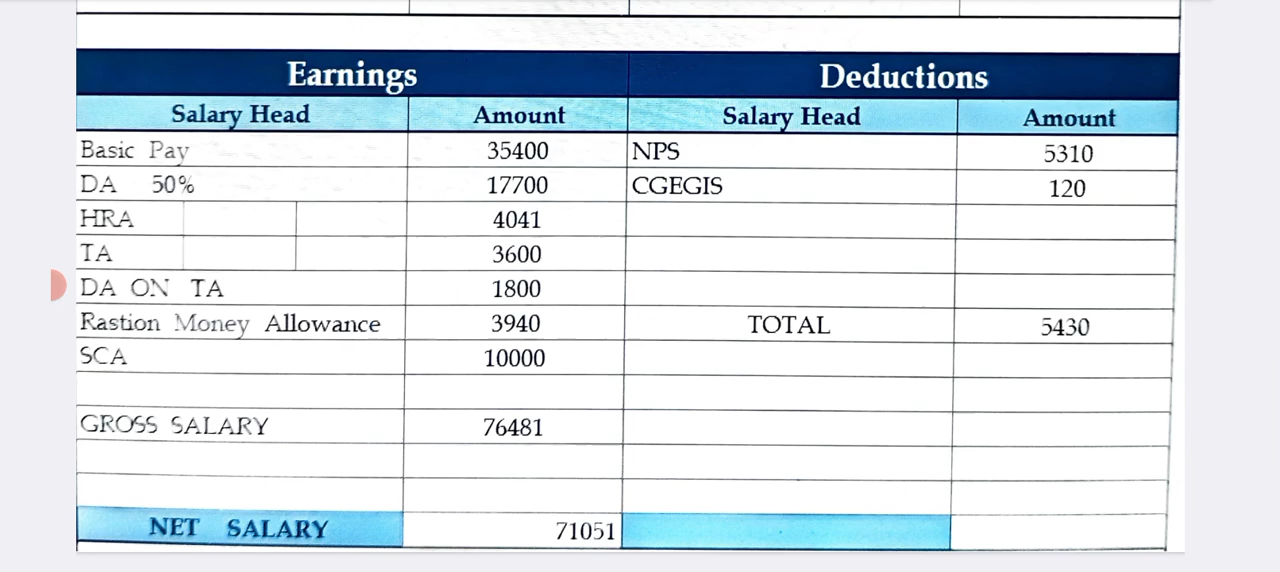 Earnings Deductions
Salary Head Amount Salary Head Amount
Basic Pay 35400 NPS 5310
DA 50% 17700 CGEGIS 120
HRA 4041
TA 3600
DA ON TA 1800
Rastion Money Allowance 3940 TOTAL 5430
SCA 10000
GROSS SALARY 76481
NET SALARY 71051